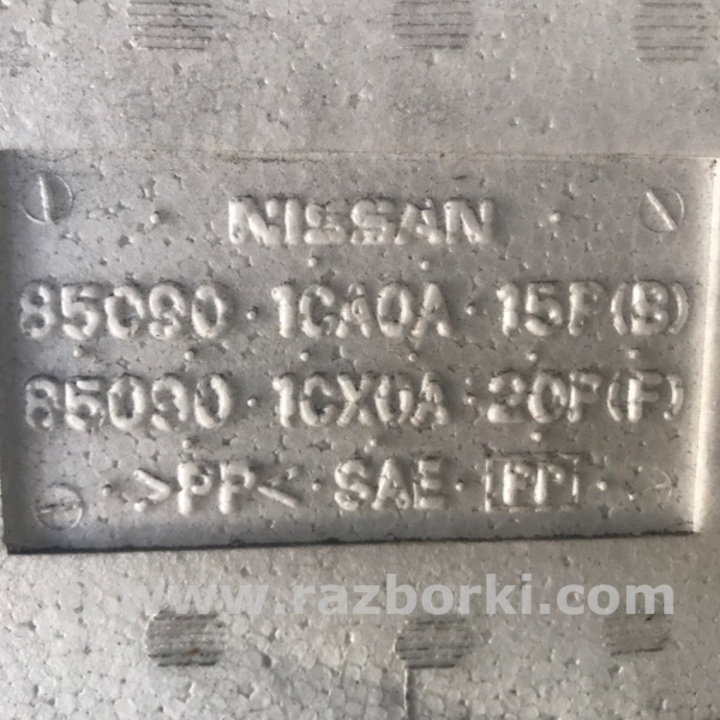 NISSAN
85090 · 1CA0A · 15P(B)
85090 · 1CX0A · 20P(F)
>PP< · SAE · PP
www.razborki.com